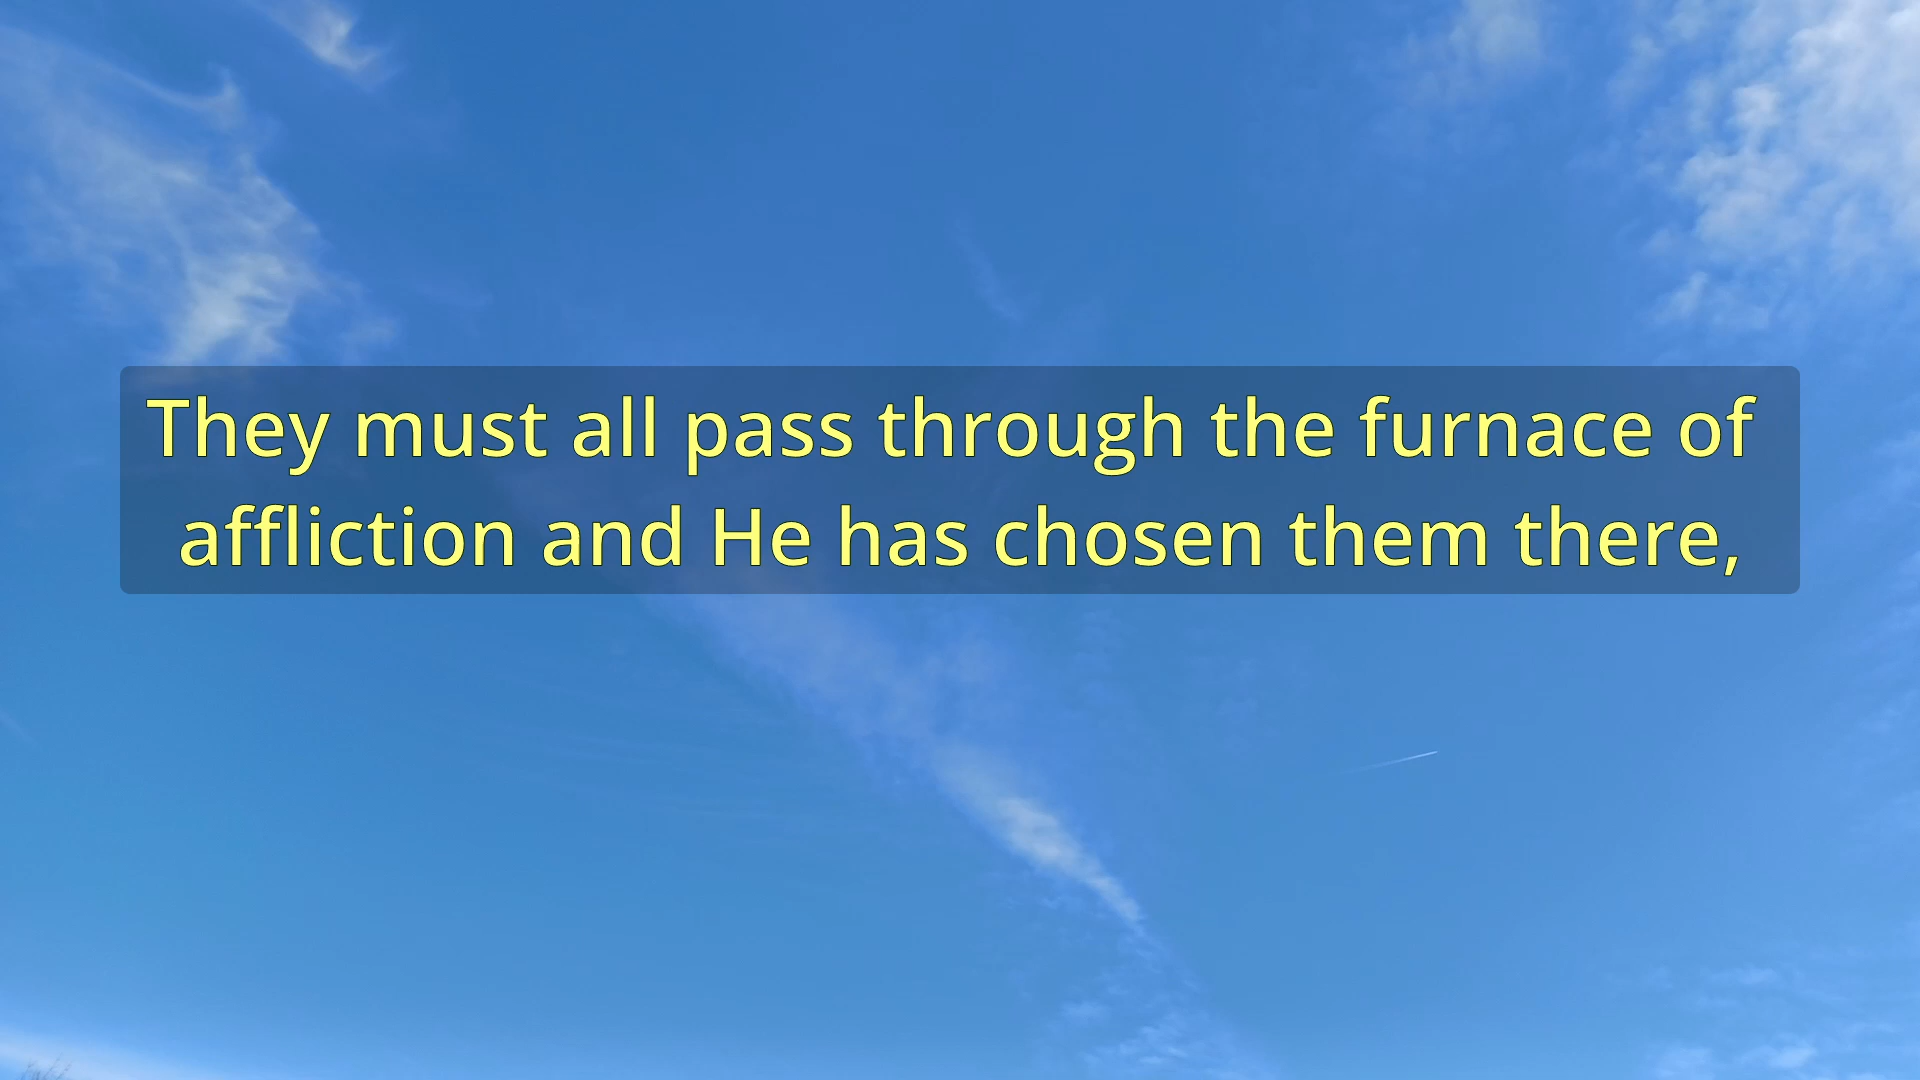 They must all pass through the furnace of
affliction and He has chosen them there,